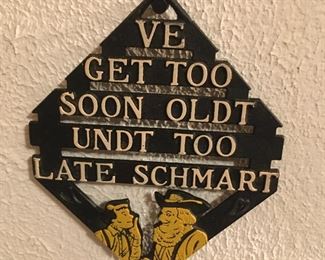 VE
GET TOO
SOON OLDT
UNDT TOO
LATE SCHMART